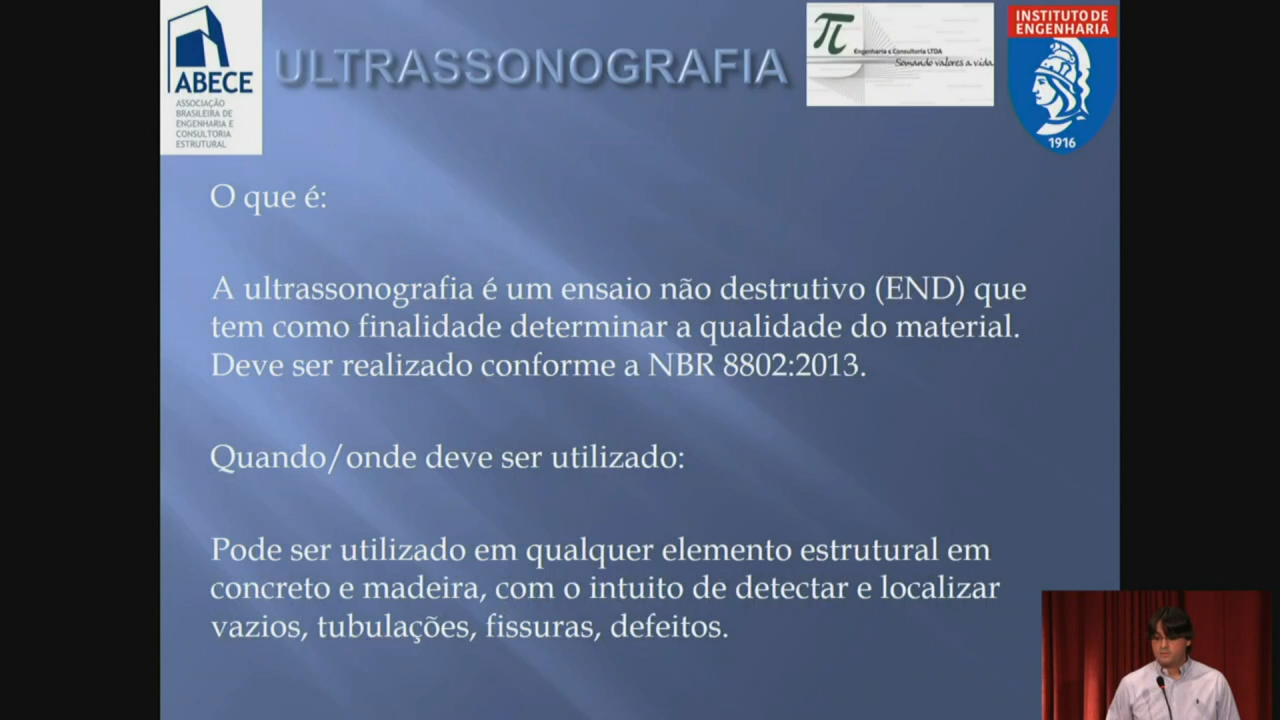 ABECE
ASSOCIAÇÃO
BRASILEIRA DE
ENGENHARIA E
CONSULTORIA
ESTRUTURAL
ULTRASSONOGRAFIA
π
Engenharia e Consultoria LTDA
Somando valores a vida
INSTITUTO DE
ENGENHARIA
1916
O que é:
A ultrassonografia é um ensaio não destrutivo (END) que
tem como finalidade determinar a qualidade do material.
Deve ser realizado conforme a NBR 8802:2013.
Quando/onde deve ser utilizado:
Pode ser utilizado em qualquer elemento estrutural em
concreto e madeira, com o intuito de detectar e localizar
vazios, tubulações, fissuras, defeitos.